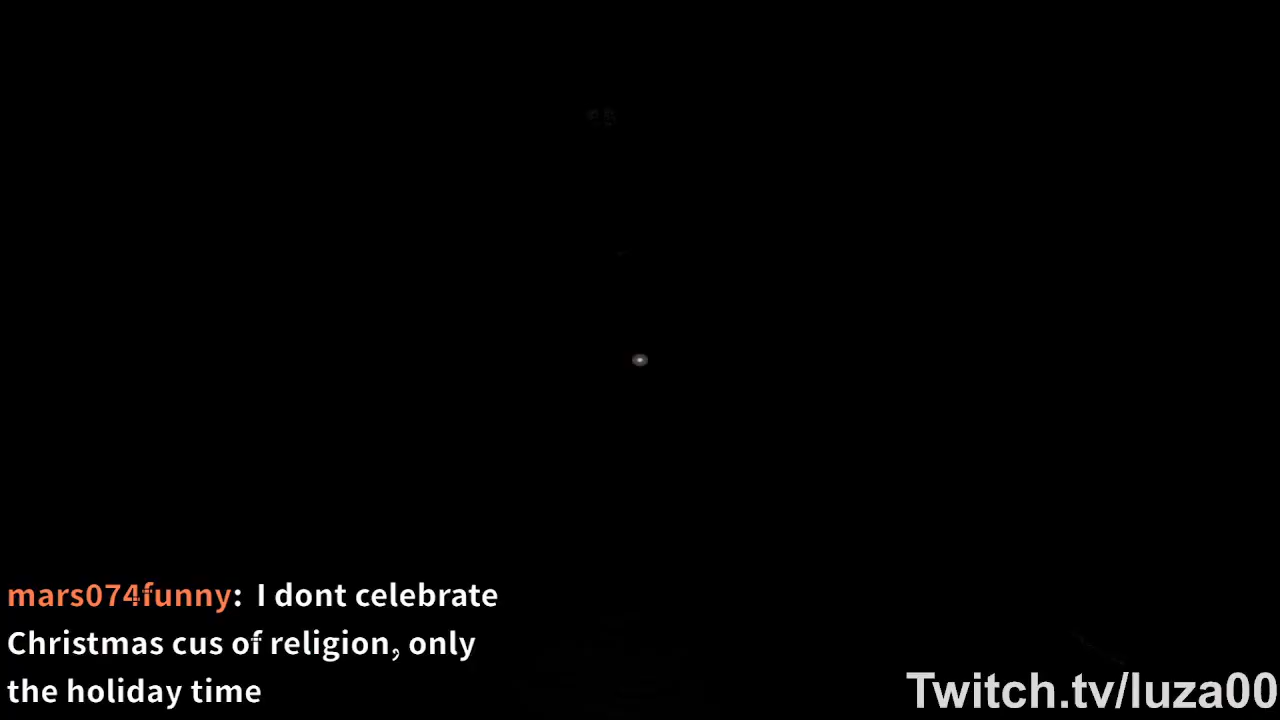 mars074funny: I dont celebrate
Christmas cus of religion, only
the holiday time
Twitch.tv/luza00